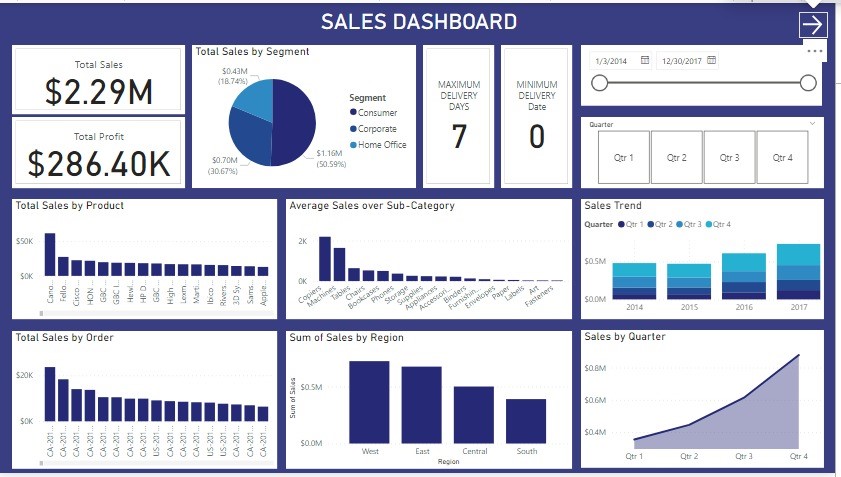 SALES DASHBOARD
Total Sales
$2.29M
Total Profit
$286.40K
Total Sales by Segment
$0.43M
(18.74%)
$0.70M
(30.67%)
$1.16M
(50.59%)
Segment
Consumer
Corporate
Home Office
MAXIMUM
DELIVERY
DAYS
7
MINIMUM
DELIVERY
Date
0
1/3/2014
12/30/2017
Quarter
Qtr 1
Qtr 2
Qtr 3
Qtr 4
Total Sales by Product
$50K
$0K
Cano...
Fello...
Cisco ...
HON ...
GBC ...
GBC I...
Hewl...
HP D...
GBC...
High ...
Lexm...
Marti...
Ibico ...
Rivers...
3D Sy...
Sams...
Apple...
Average Sales over Sub-Category
2K
0K
Copiers
Machines
Tables
Chairs
Bookcases
Phones
Storage
Supplies
Appliances
Accessori...
Binders
Furnishin...
Envelopes
Paper
Labels
Art
Fasteners
Sales Trend
Quarter Qtr 1 Qtr 2 Qtr 3 Qtr 4
$0.5M
$0.0M
2014 2015 2016 2017
Total Sales by Order
$20K
$0K
CA-201...
CA-201...
CA-201...
CA-201...
CA-201...
CA-201...
CA-201...
US-201...
CA-201...
CA-201...
CA-201...
CA-201...
US-201...
US-201...
CA-201...
CA-201...
CA-201...
Sum of Sales by Region
Sum of Sales
$0.5M
$0.0M
West East Central South
Region
Sales by Quarter
$0.8M
$0.6M
$0.4M
Qtr 1 Qtr 2 Qtr 3 Qtr 4